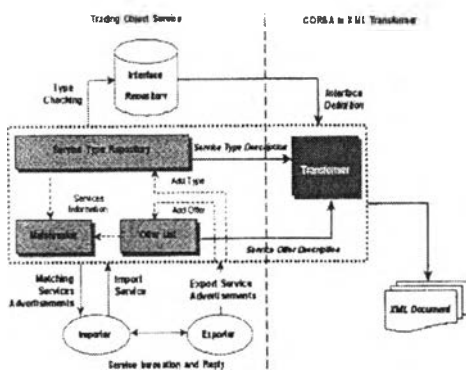 Trading Object Service
CORBA to XML Transformer
Interface
Repository
Type
Checking
Interface
Definition
Service Type Repository
Service Type Description
Transformer
Add Type
Services
Information
Add Offer
Matchmaker
Offer List
Service Offer Description
Matching
Services
Advertisements
Import
Service
Export Service
Advertisements
XML Document
Importer
Exporter
Service Invocation and Reply